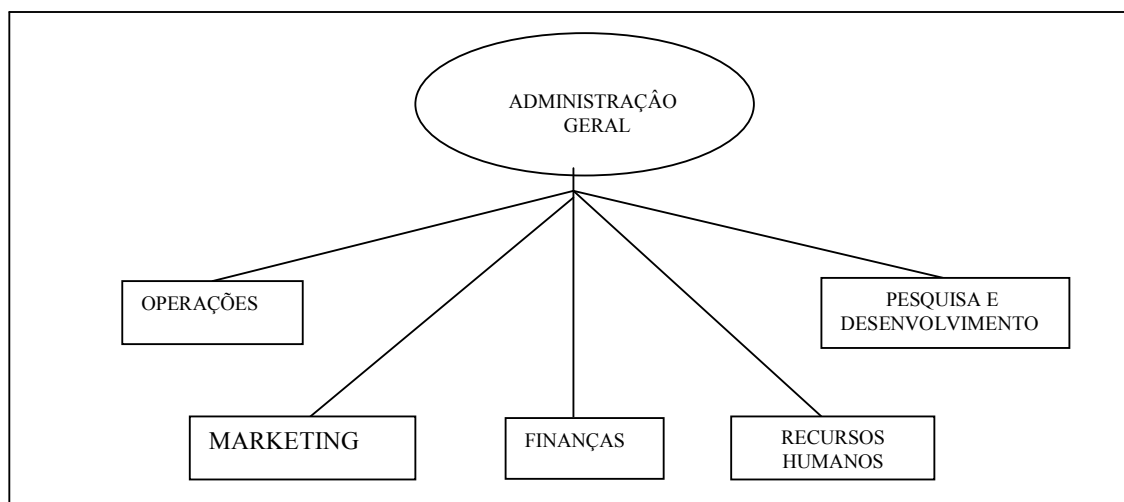 ADMINISTRAÇÂO
GERAL
OPERAÇÕES
PESQUISA E
DESENVOLVIMENTO
MARKETING
FINANÇAS
RECURSOS
HUMANOS